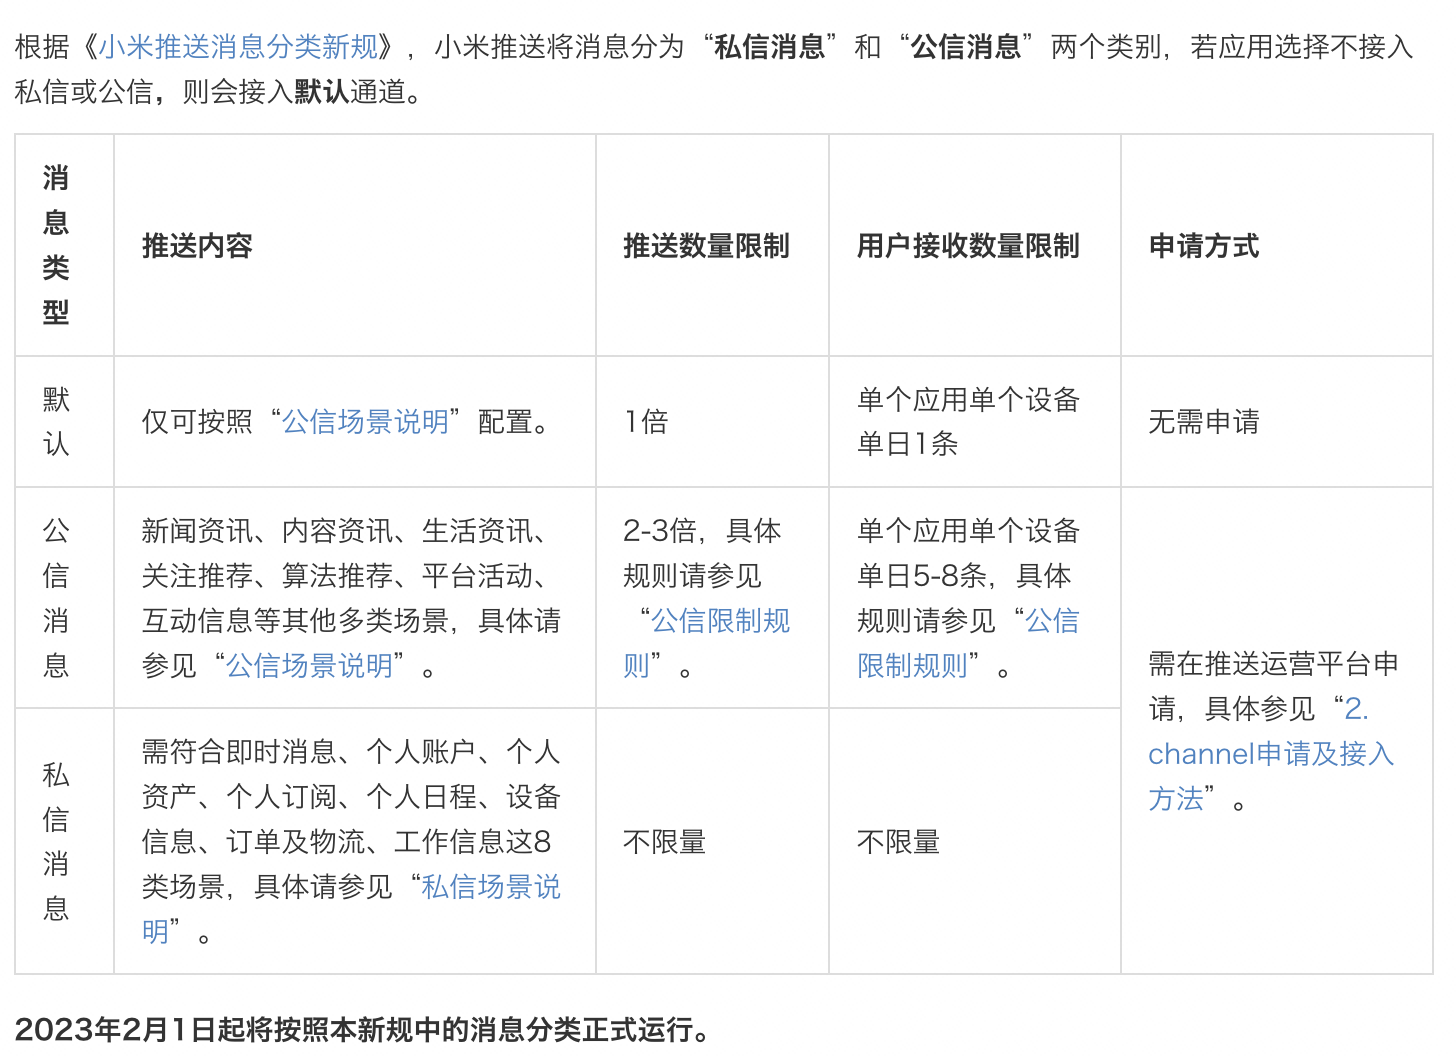 根据《小米推送消息分类新规》，小米推送将消息分为“私信消息”和“公信消息”两个类别，若应用选择不接入
私信或公信，则会接入默认通道。
消
息
类
型
推送内容
推送数量限制
用户接收数量限制
申请方式
默
认
仅可按照“公信场景说明”配置。
1倍
单个应用单个设备
单日1条
无需申请
公
信
消
息
新闻资讯、内容资讯、生活资讯、
关注推荐、算法推荐、平台活动、
互动信息等其他多类场景，具体请
参见“公信场景说明”。
2-3倍，具体
规则请参见
“公信限制规
则”。
单个应用单个设备
单日5-8条，具体
规则请参见“公信
限制规则”。
需在推送运营平台申
请，具体参见“2.
channel申请及接入
方法”。
私
信
消
息
需符合即时消息、个人账户、个人
资产、个人订阅、个人日程、设备
信息、订单及物流、工作信息这8
类场景，具体请参见“私信场景说
明”。
不限量
不限量
2023年2月1日起将按照本新规中的消息分类正式运行。